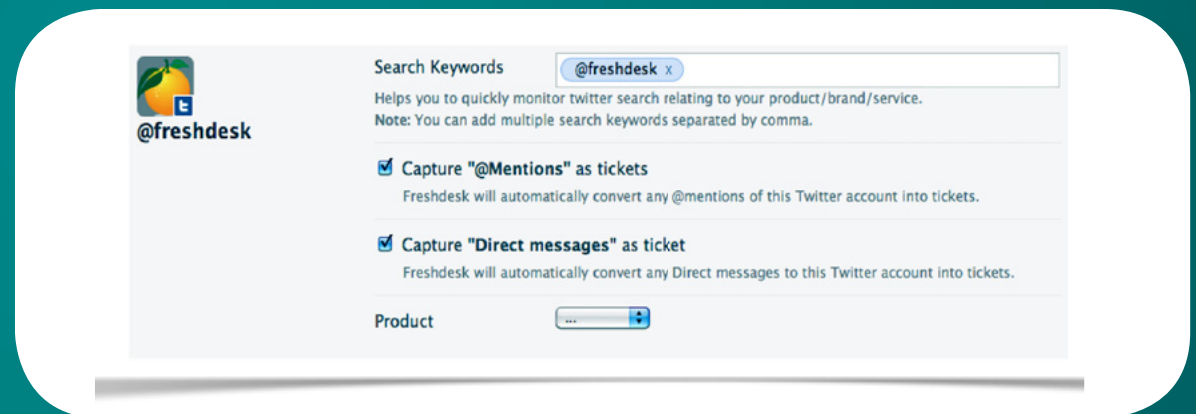 @freshdesk
Search Keywords
@freshdesk x
Helps you to quickly monitor twitter search relating to your product/brand/service.
Note: You can add multiple search keywords separated by comma.
Capture "@Mentions" as tickets
Freshdesk will automatically convert any @mentions of this Twitter account into tickets.
Capture "Direct messages" as ticket
Freshdesk will automatically convert any Direct messages to this Twitter account into tickets.
Product
...